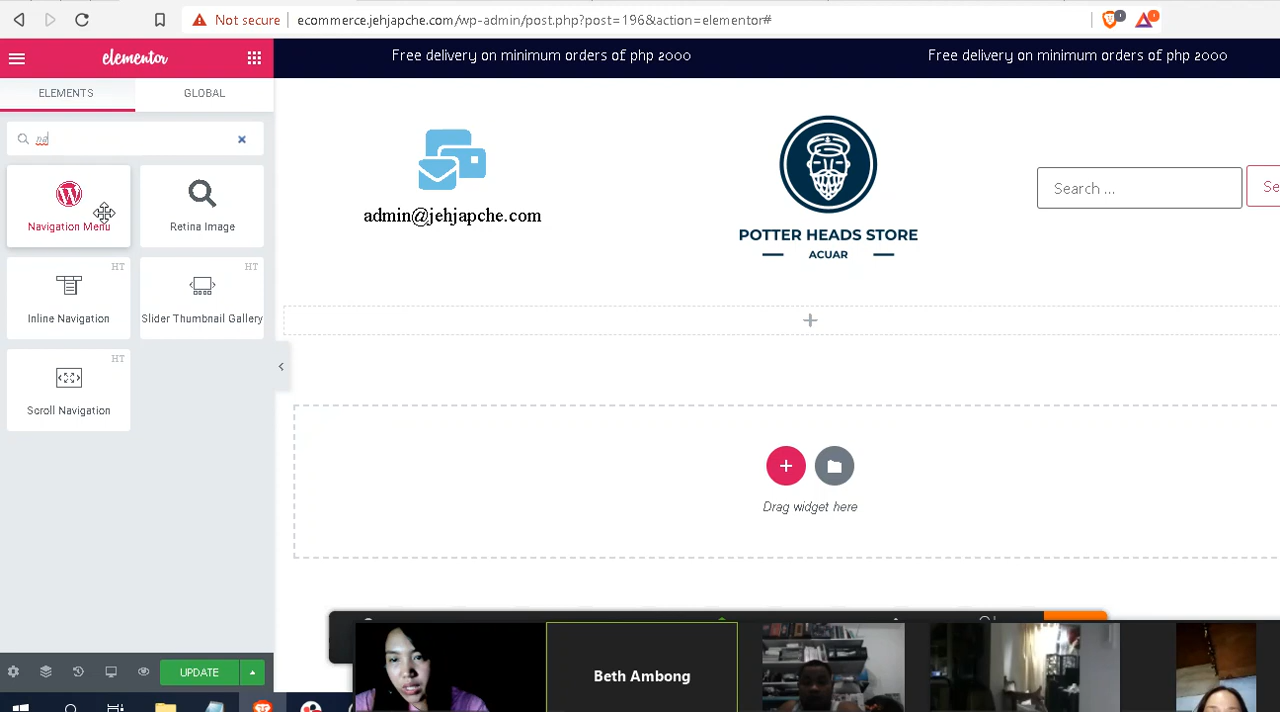 Not secure
ecommerce.jehjapche.com/wp-admin/post.php?post=196&action=elementor#
elementor
Free delivery on minimum orders of php 2000
Free delivery on minimum orders of php 2000
ELEMENTS
GLOBAL
Navigation Menu
Retina Image
HT
Inline Navigation
HT
Slider Thumbnail Gallery
HT
Scroll Navigation
admin@jehjapche.com
POTTER HEADS STORE
ACUAR
Search ...
Se
Drag widget here
UPDATE
Beth Ambong